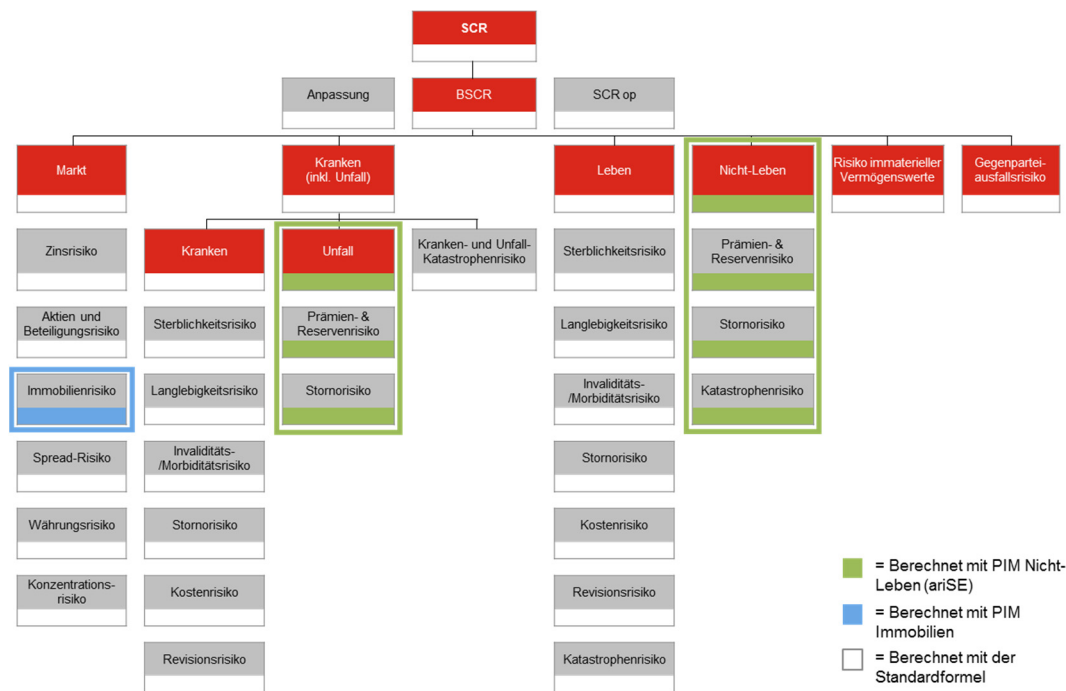 SCR
Anpassung
BSCR
SCR op
Markt
Kranken
(inkl. Unfall)
Leben
Nicht-Leben
Risiko immaterieller
Vermögenswerte
Gegenpartei-
ausfallsrisiko
Zinsrisiko
Kranken
Unfall
Kranken- und Unfall-
Katastrophenrisiko
Sterblichkeitsrisiko
Prämien- &
Reservenrisiko
Aktien und
Beteiligungsrisiko
Sterblichkeitsrisiko
Prämien- &
Reservenrisiko
Langlebigkeitsrisiko
Stornorisiko
Immobilienrisiko
Langlebigkeitsrisiko
Stornorisiko
Invaliditäts-
/Morbiditätsrisiko
Katastrophenrisiko
Spread-Risiko
Invaliditäts-
/Morbiditätsrisiko
Stornorisiko
Währungsrisiko
Stornorisiko
Kostenrisiko
Konzentrations-
risiko
Kostenrisiko
Revisionsrisiko
Revisionsrisiko
Katastrophenrisiko
= Berechnet mit PIM Nicht-
Leben (ariSE)
= Berechnet mit PIM
Immobilien
= Berechnet mit der
Standardformel